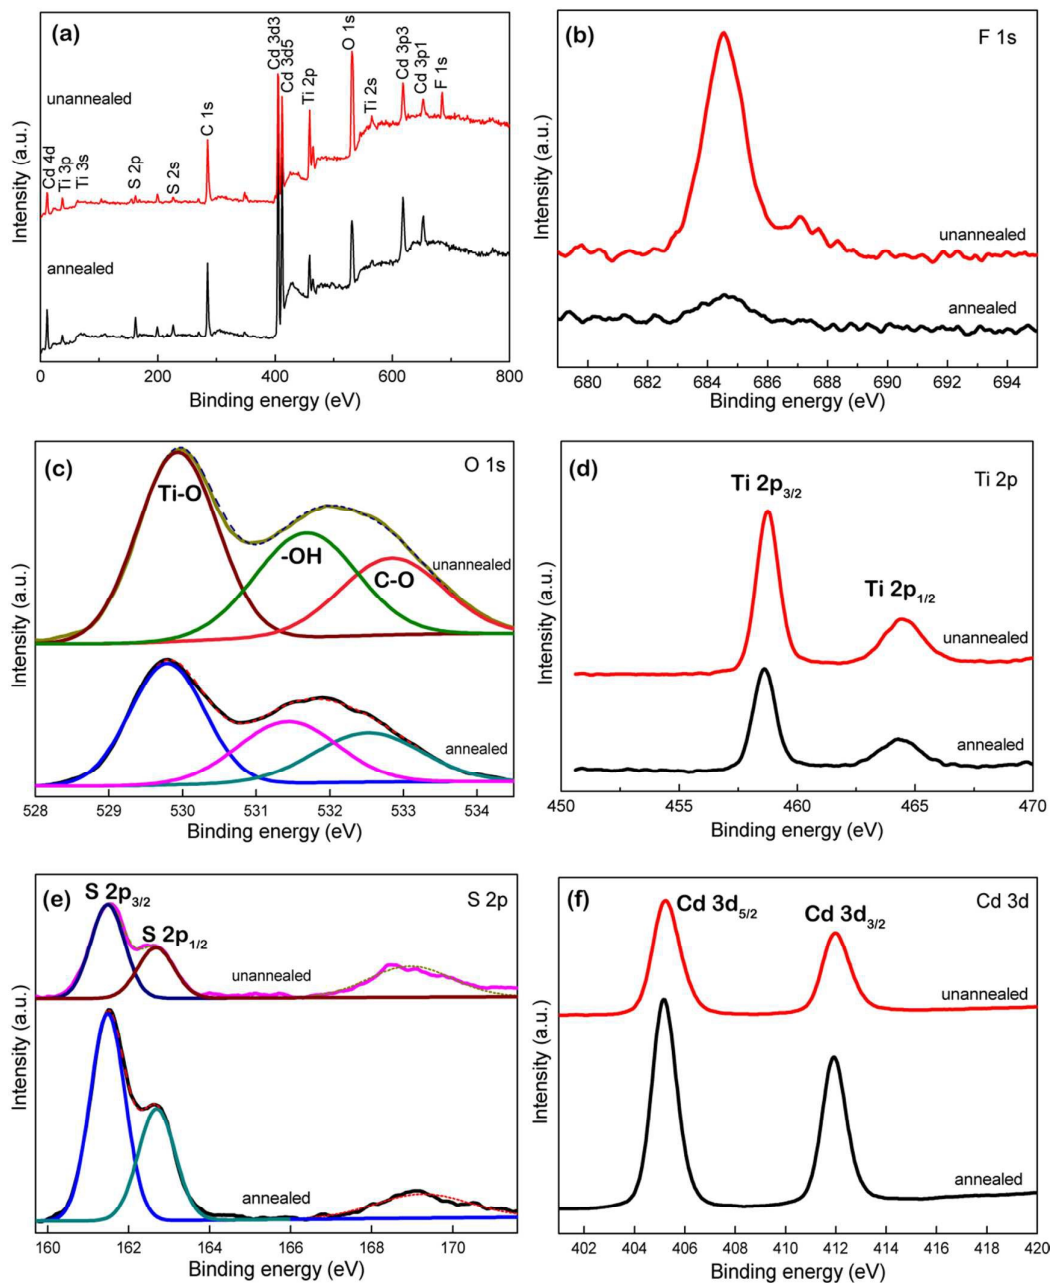 (a)
unannealed
annealed
Cd 4d
Ti 3p
Ti 3s
S 2p
S 2s
C 1s
Cd 3d3
Cd 3d5
Ti 2p
O 1s
Ti 2s
Cd 3p3
Cd 3p1
F 1s
Intensity (a.u.)
0 200 400 600 800
Binding energy (eV)
(b)
F 1s
unannealed
annealed
Intensity (a.u.)
680 682 684 686 688 690 692 694
Binding energy (eV)
(c)
O 1s
Ti-O
-OH
C-O
unannealed
annealed
Intensity (a.u.)
528 529 530 531 532 533 534
Binding energy (eV)
(d)
Ti 2p
Ti 2p3/2
Ti 2p1/2
unannealed
annealed
Intensity (a.u.)
450 455 460 465 470
Binding energy (eV)
(e)
S 2p
S 2p3/2
S 2p1/2
unannealed
annealed
Intensity (a.u.)
160 162 164 166 168 170
Binding energy (eV)
(f)
Cd 3d
Cd 3d5/2
Cd 3d3/2
unannealed
annealed
Intensity (a.u.)
402 404 406 408 410 412 414 416 418 420
Binding energy (eV)